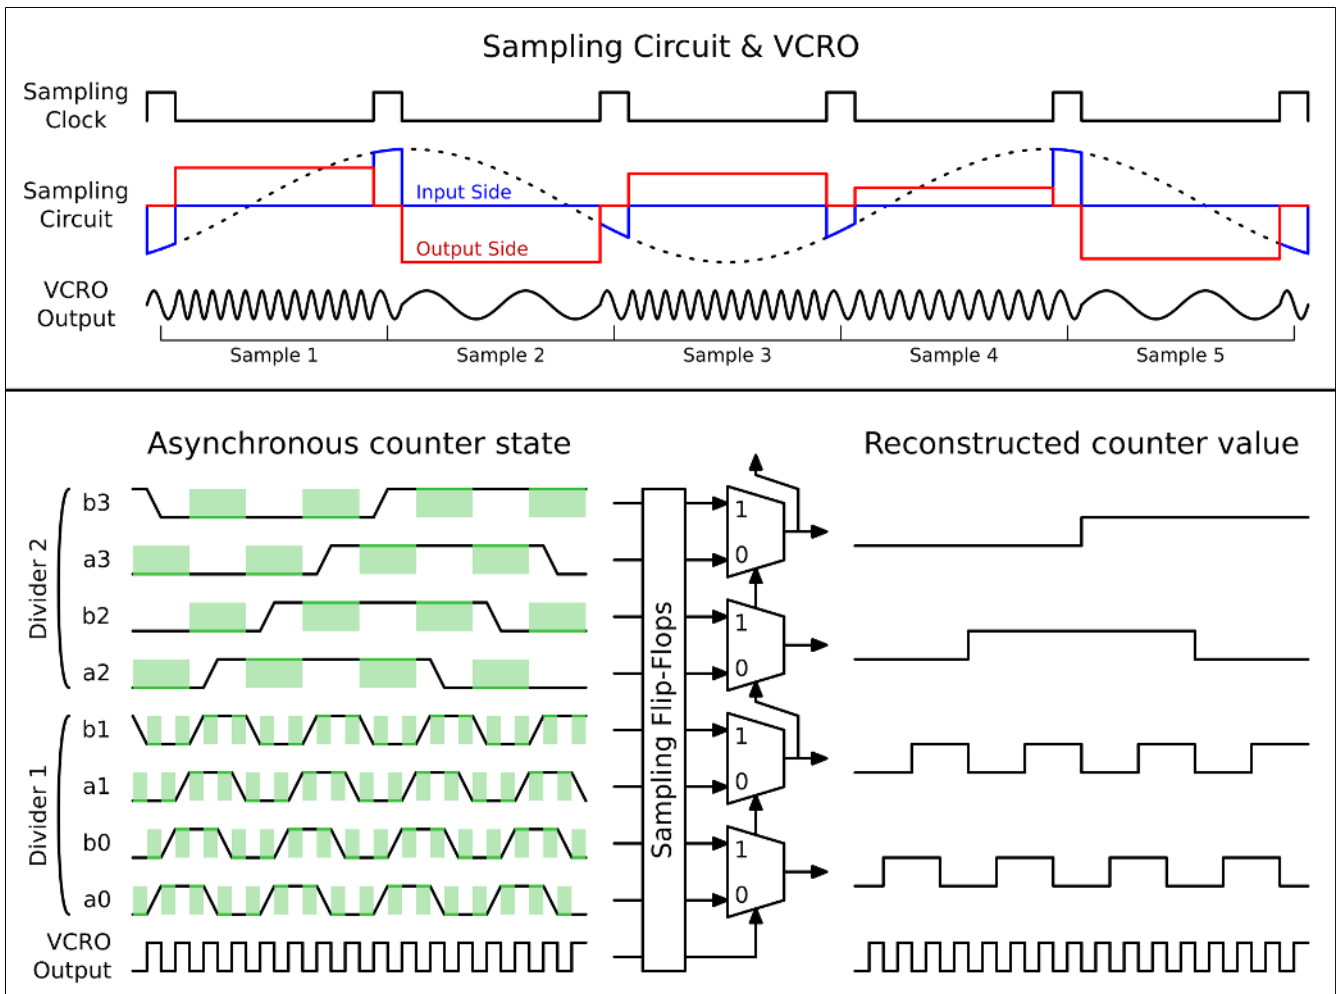 Sampling Circuit & VCRO
Sampling
Clock
Sampling
Circuit
Input Side
Output Side
VCRO
Output
Sample 1
Sample 2
Sample 3
Sample 4
Sample 5
Asynchronous counter state
Reconstructed counter value
Divider 2
b3
a3
b2
a2
Divider 1
b1
a1
b0
a0
VCRO
Output
Sampling Flip-Flops
1
0
1
0
1
0
1
0